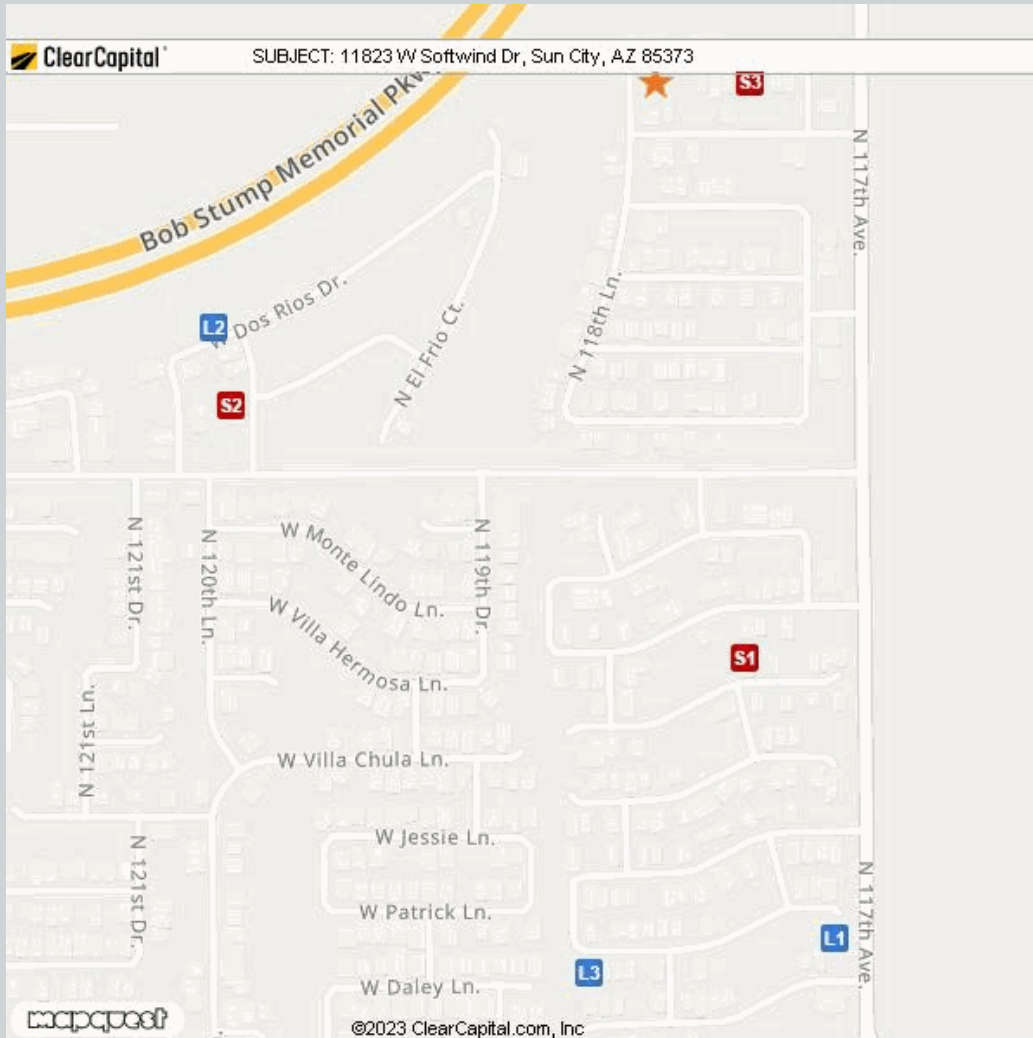 ClearCapital
SUBJECT: 11823 W Softwind Dr, Sun City, AZ 85373
S3
Bob Stump Memorial Pkwy.
N 117th Ave.
L2
W Dos Rios Dr.
N El Frio Ct.
N 118th Ln.
S2
N 121st Dr.
N 120th Ln.
W Monte Lindo Ln.
N 119th Dr.
W Villa Hermosa Ln.
S1
N 121st Ln.
W Villa Chula Ln.
W Jessie Ln.
N 121st Dr.
W Patrick Ln.
N 117th Ave.
L1
L3
W Daley Ln.
mapquest
©2023 ClearCapital.com, Inc